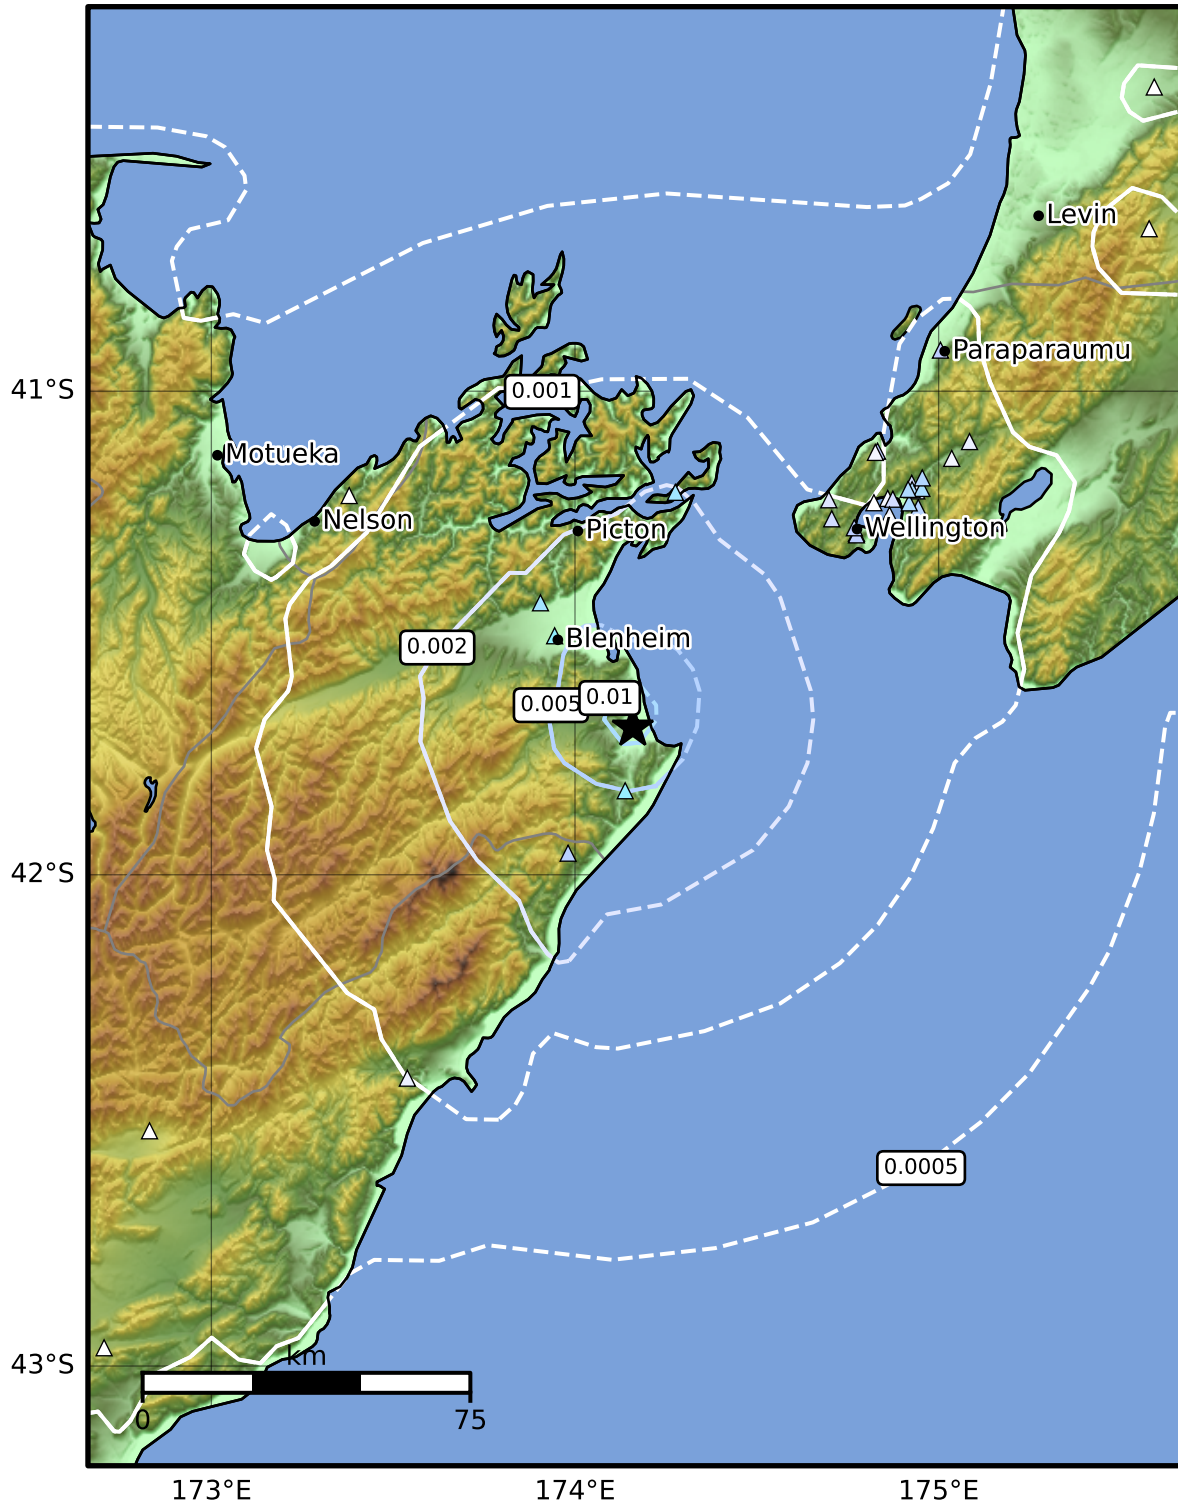 Levin
Paraparaumu
41°S
0.001
Motueka
Nelson
Picton
Wellington
Blenheim
0.002
0.005
0.01
42°S
0.0005
43°S
km
0
75
173°E
174°E
175°E